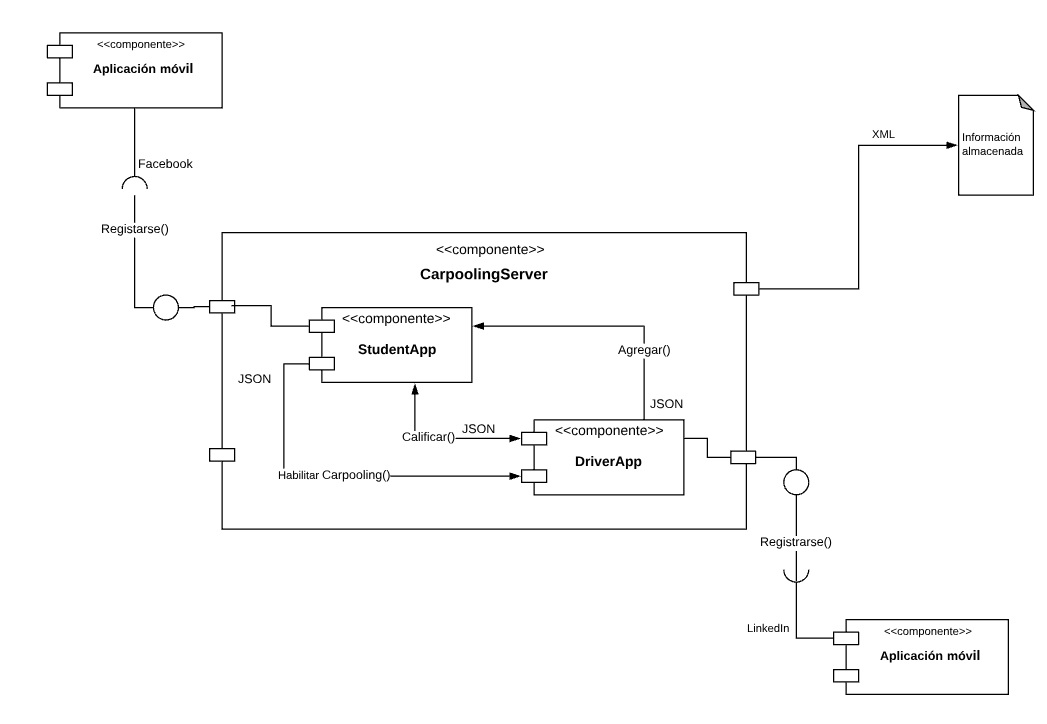 <<componente>>
Aplicación móvil
Facebook
Registarse()
XML
Información
almacenada
<<componente>>
CarpoolingServer
<<componente>>
StudentApp
Agregar()
JSON
JSON
Calificar()
JSON
<<componente>>
DriverApp
Habilitar Carpooling()
Registrarse()
LinkedIn
<<componente>>
Aplicación móvil